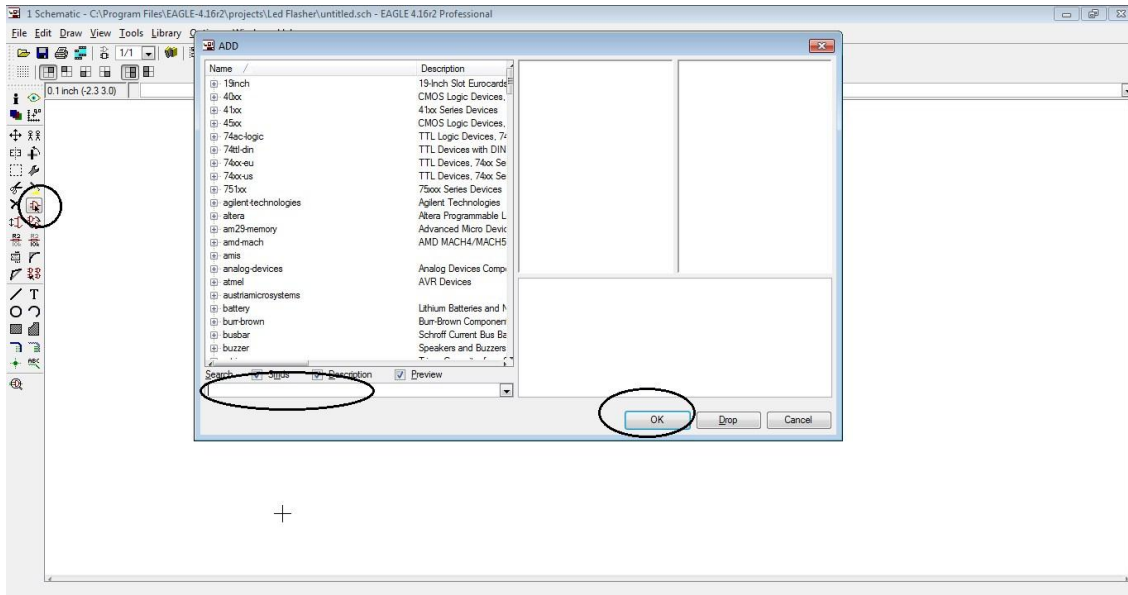 1 Schematic - C:\Program Files\EAGLE-4.16r2\projects\Led Flasher\untitled.sch - EAGLE 4.16r2 Professional
File Edit Draw View Tools Library
1/1
0.1 inch (-2.3 3.0)
ADD
Name / Description
19inch 19-Inch Slot Eurocards
40xx CMOS Logic Devices,
41xx 41xx Series Devices
45xx CMOS Logic Devices,
74ac-logic TTL Logic Devices, 74
74ttl-din TTL Devices with DIN
74xx-eu TTL Devices, 74xx Se
74xx-us TTL Devices, 74xx Se
751xx 75xxx Series Devices
agilent-technologies Agilent Technologies
altera Altera Programmable L
am29-memory Advanced Micro Devic
amd-mach AMD MACH4/MACH5
amis
analog-devices Analog Devices Comp
atmel AVR Devices
austriamicrosystems
battery Lithium Batteries and N
burr-brown Burr-Brown Component
busbar Schroff Current Bus Ba
buzzer Speakers and Buzzers
Search Smds Description Preview
OK Drop Cancel
T
ABC